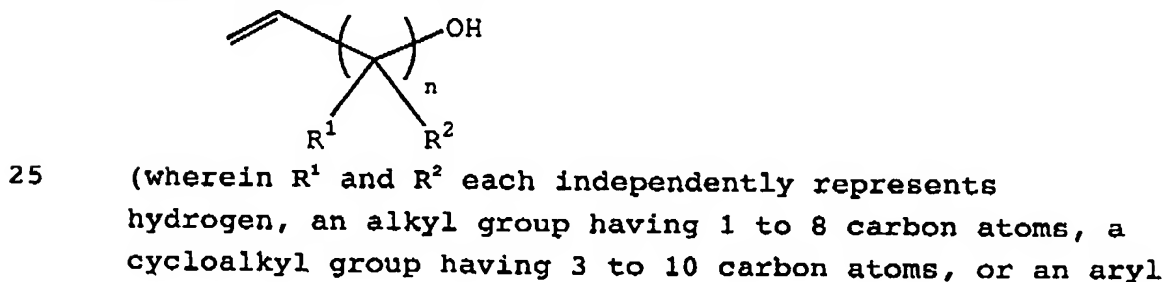 OH
n
R¹ R²
25 (wherein R¹ and R² each independently represents
hydrogen, an alkyl group having 1 to 8 carbon atoms, a
cycloalkyl group having 3 to 10 carbon atoms, or an aryl